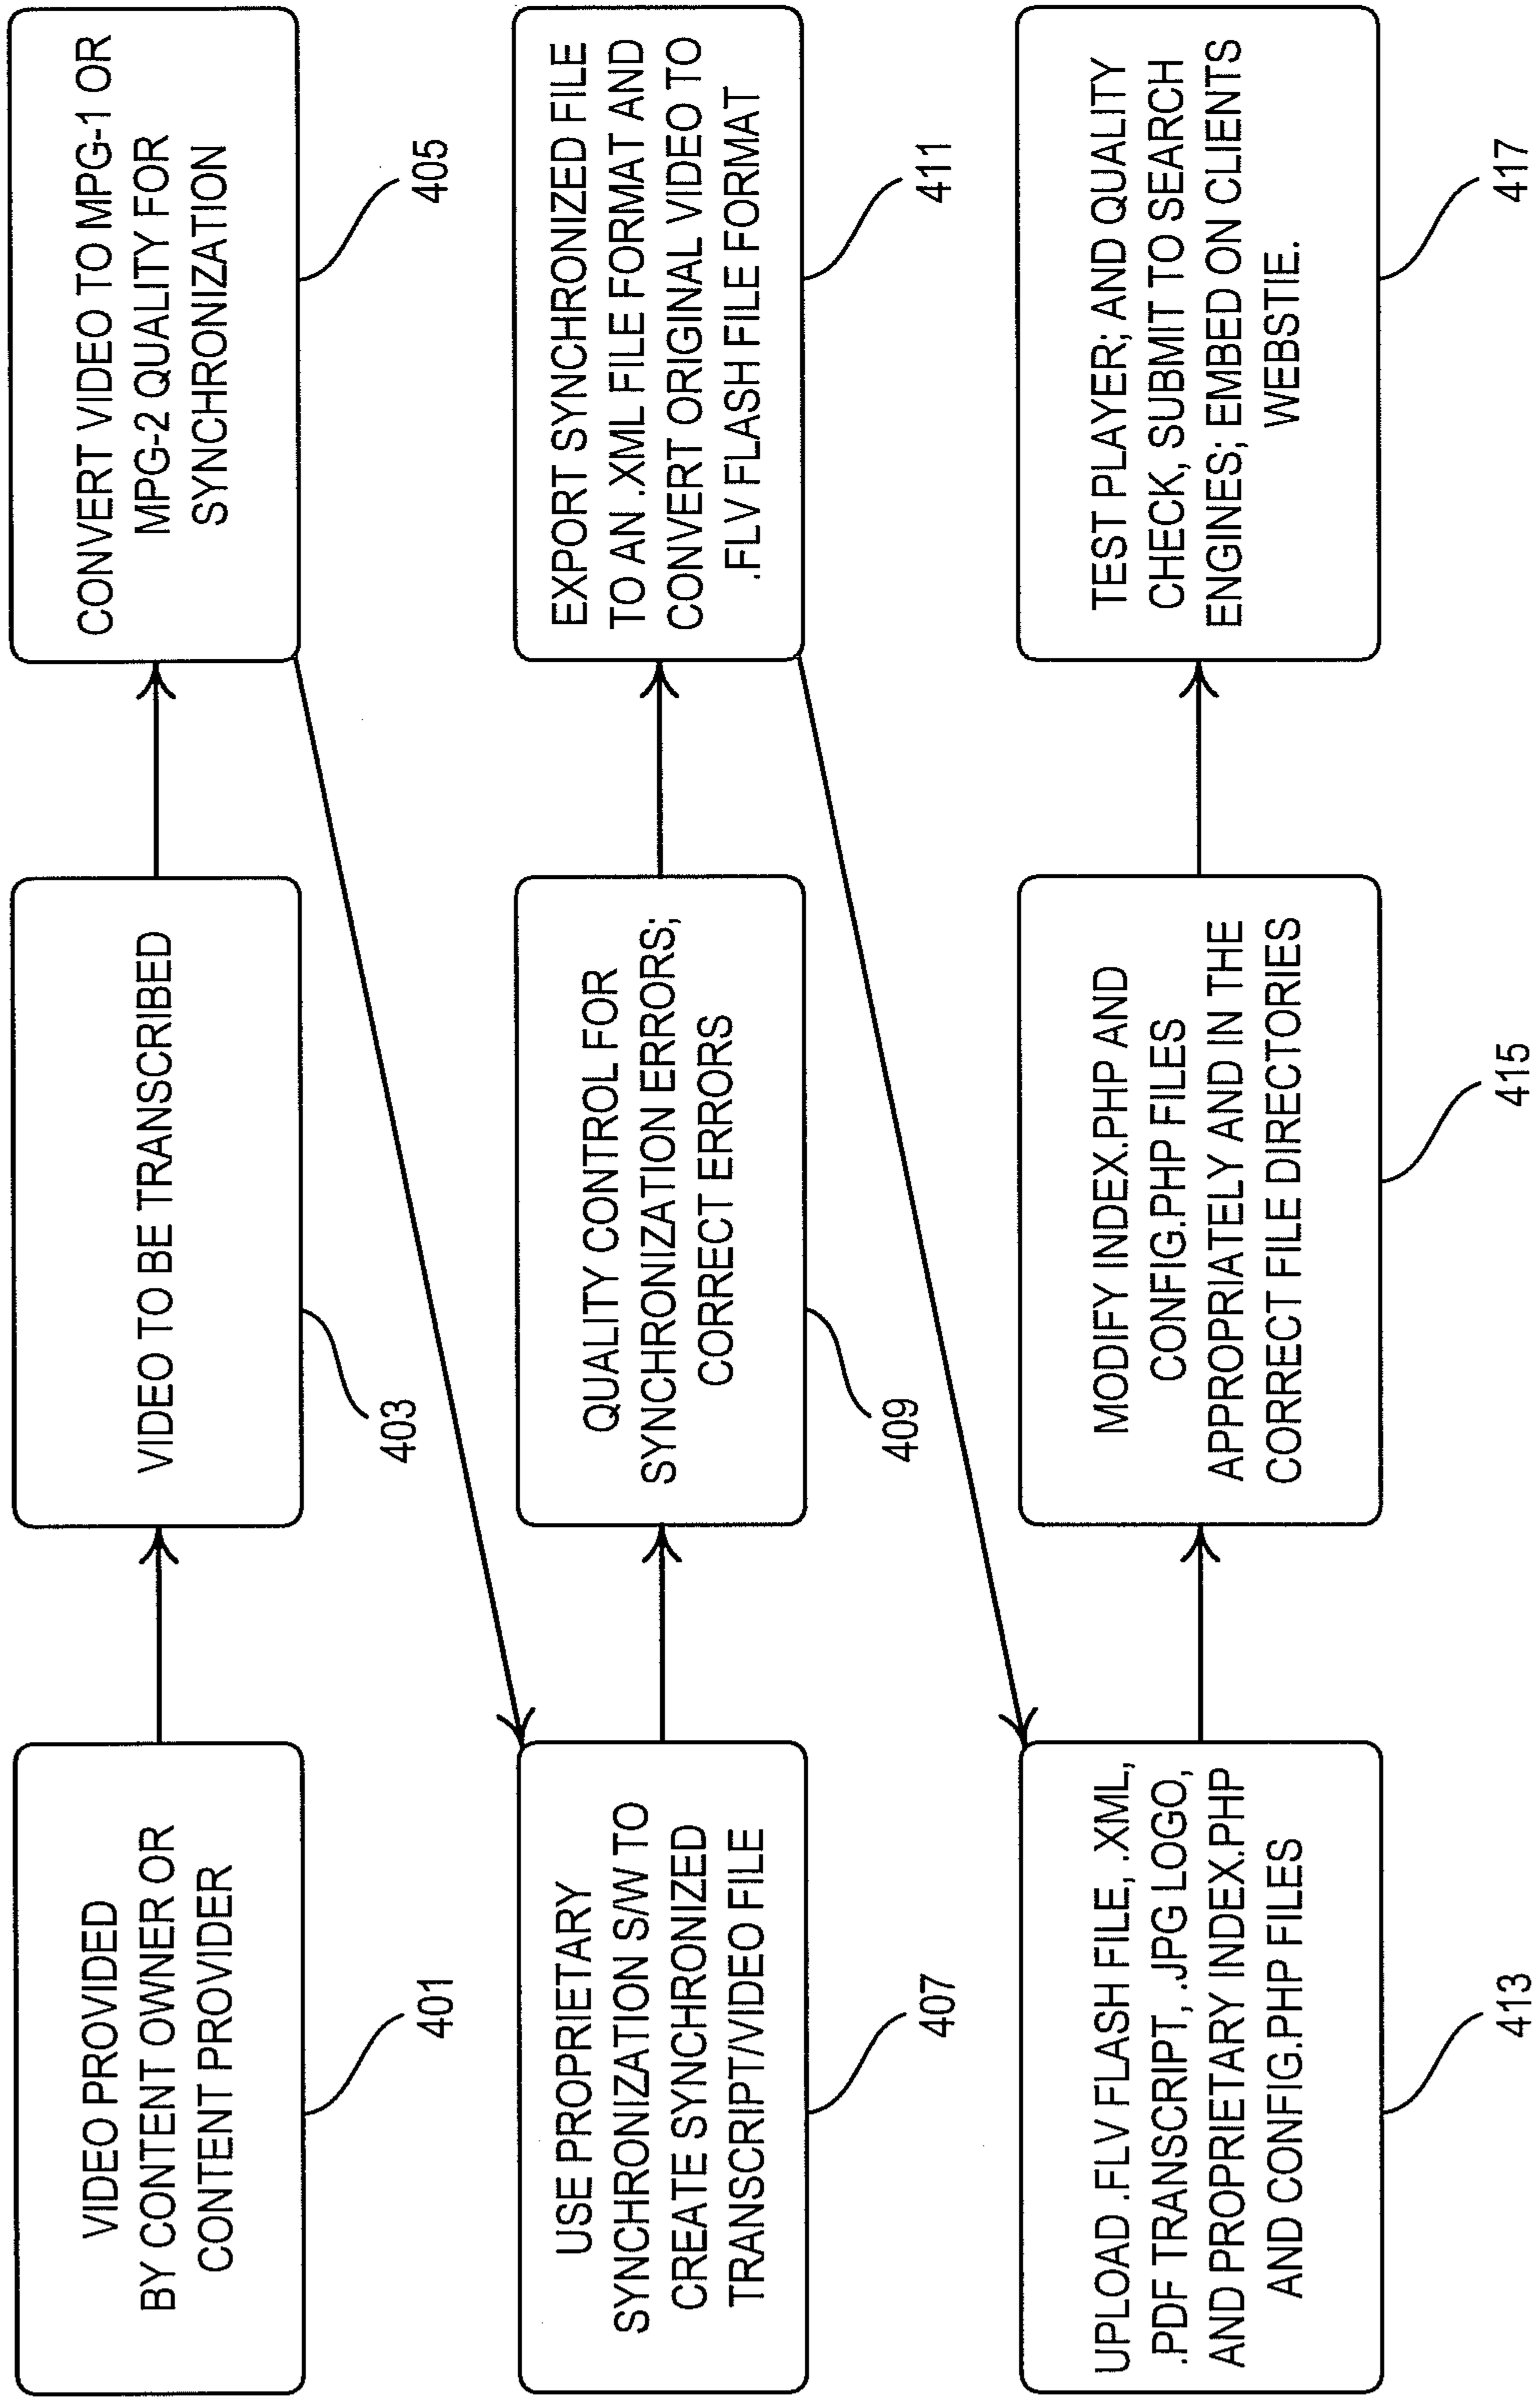 VIDEO PROVIDED
BY CONTENT OWNER OR
CONTENT PROVIDER
401
VIDEO TO BE TRANSCRIBED
403
CONVERT VIDEO TO MPG-1 OR
MPG-2 QUALITY FOR
SYNCHRONIZATION
405
USE PROPRIETARY
SYNCHRONIZATION S/W TO
CREATE SYNCHRONIZED
TRANSCRIPT/VIDEO FILE
407
QUALITY CONTROL FOR
SYNCHRONIZATION ERRORS;
CORRECT ERRORS
409
EXPORT SYNCHRONIZED FILE
TO AN .XML FILE FORMAT AND
CONVERT ORIGINAL VIDEO TO
.FLV FLASH FILE FORMAT
411
UPLOAD .FLV FLASH FILE, .XML,
.PDF TRANSCRIPT, .JPG LOGO,
AND PROPRIETARY INDEX.PHP
AND CONFIG.PHP FILES
413
MODIFY INDEX.PHP AND
CONFIG.PHP FILES
APPROPRIATELY AND IN THE
CORRECT FILE DIRECTORIES
415
TEST PLAYER; AND QUALITY
CHECK, SUBMIT TO SEARCH
ENGINES; EMBED ON CLIENTS
WEBSTIE.
417